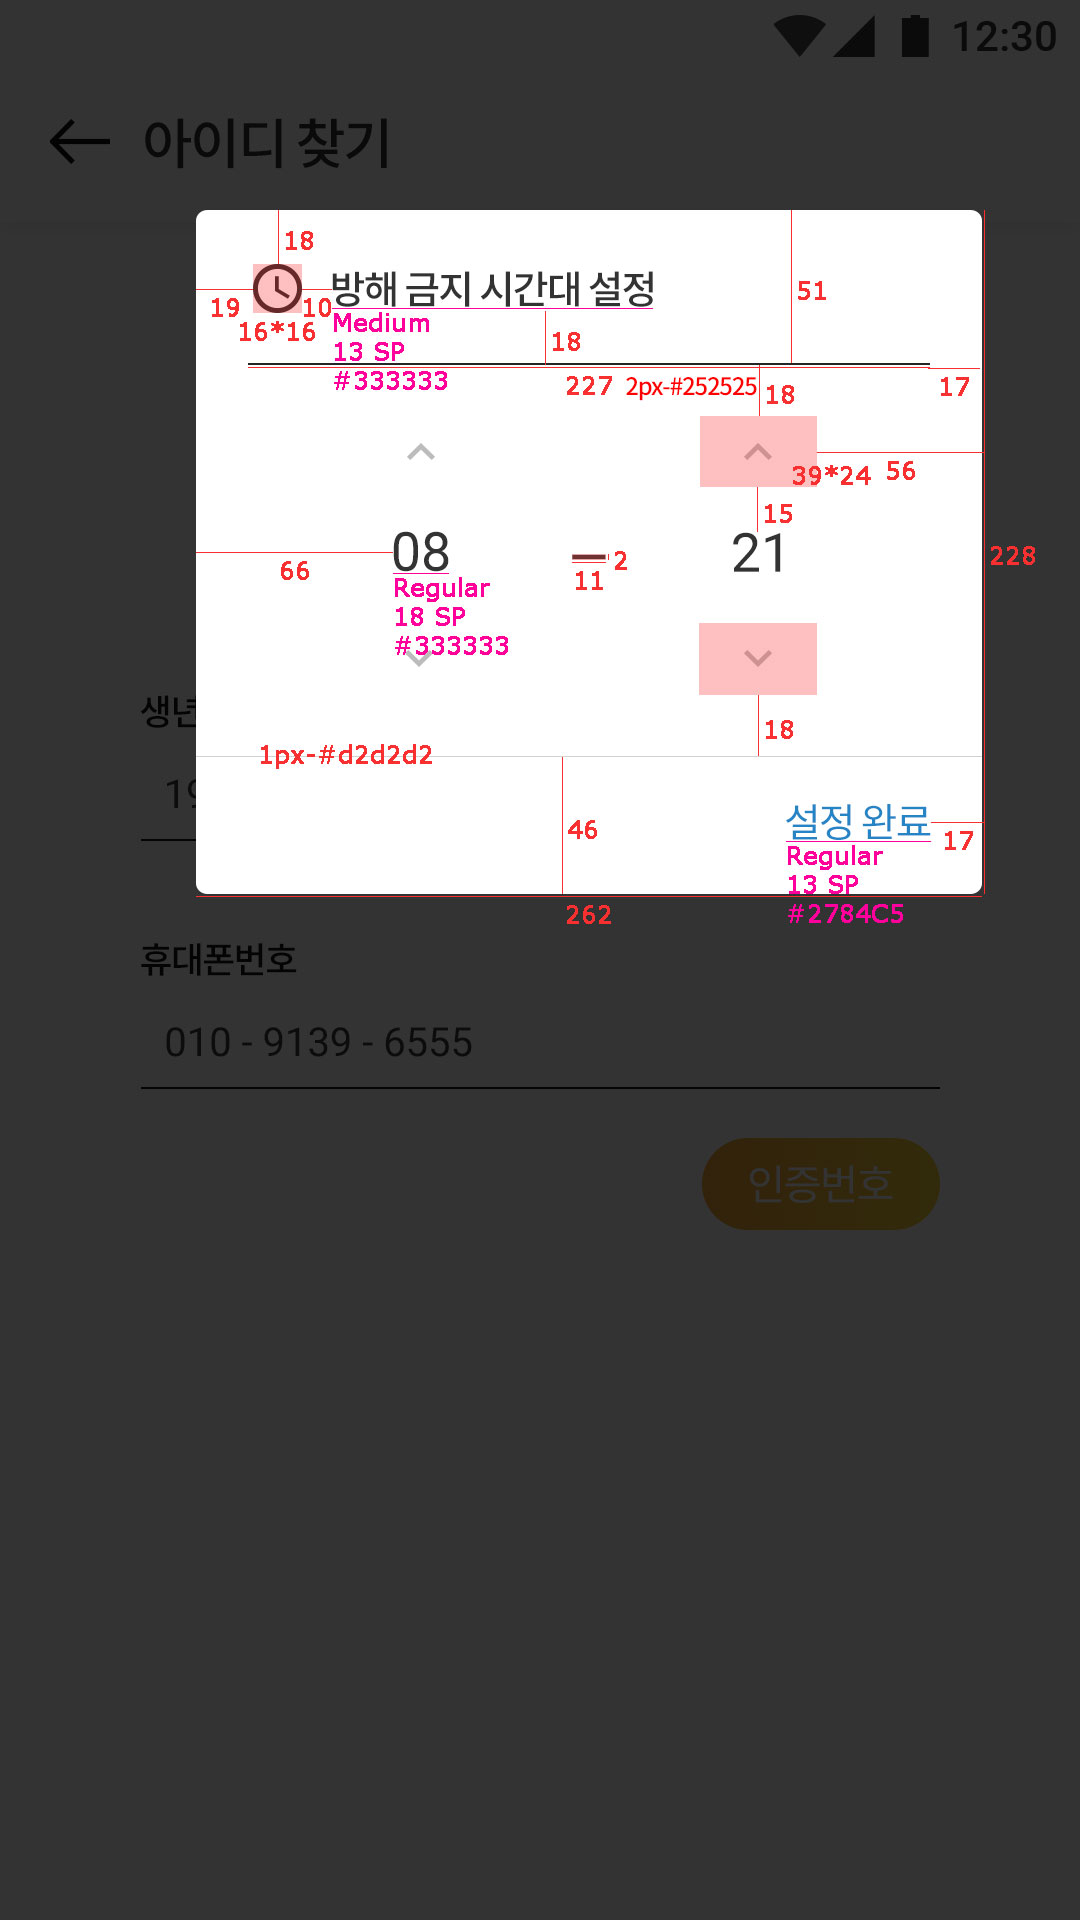 12:30
아이디 찾기
18
방해 금지 시간대 설정
51
19
10
16*16
Medium
13 SP
#333333
18
227
2px-#252525
18
17
39*24
56
15
08
21
66
2
11
228
Regular
18 SP
#333333
생년
19
18
1px-#d2d2d2
설정 완료
46
17
Regular
13 SP
#2784C5
262
휴대폰번호
010 - 9139 - 6555
인증번호